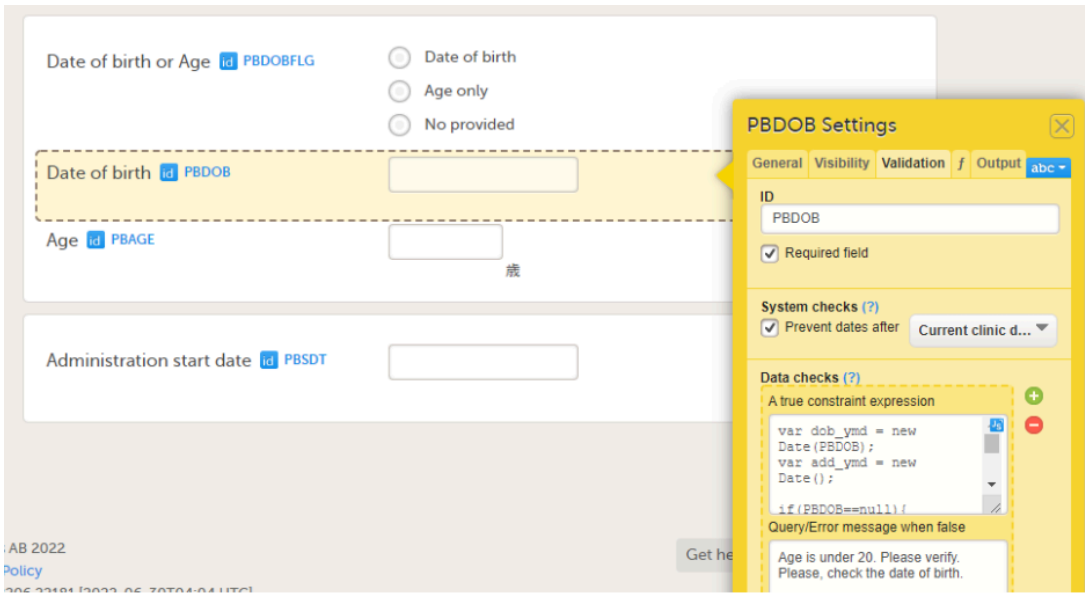 Date of birth or Age id PBDOBFLG
Date of birth
Age only
No provided
Date of birth id PBDOB
Age id PBAGE
歳
Administration start date id PBSDT
AB 2022
Policy
Get he
PBDOB Settings
General Visibility Validation f Output abc
ID
PBDOB
Required field
System checks (?)
Prevent dates after Current clinic d...
Data checks (?)
A true constraint expression
var dob_ymd = new
Date(PBDOB);
var add_ymd = new
Date();
if(PBDOB==null){
JS
Query/Error message when false
Age is under 20. Please verify.
Please, check the date of birth.